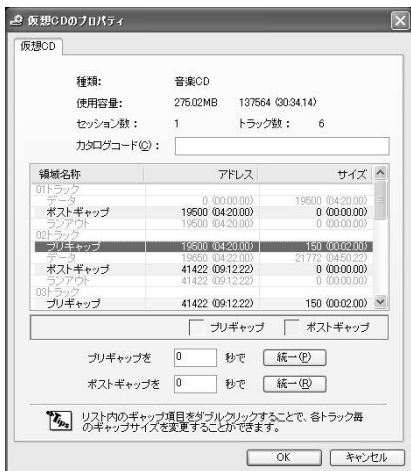 仮想CDのプロパティ
仮想CD
種類: 音楽CD
使用容量: 275.02MB 137564 (30:34.14)
セッション数: 1 トラック数: 6
カタログコード(C):
領域名称 アドレス サイズ
01トラック
データ 0 (00:00.00) 19500 (04:20.00)
ポストギャップ 19500 (04:20.00) 0 (00:00.00)
ランアウト 19500 (04:20.00) 0 (00:00.00)
02トラック
プリギャップ 19500 (04:20.00) 150 (00:02.00)
データ 19650 (04:22.00) 21772 (04:50.22)
ポストギャップ 41422 (09:12.22) 0 (00:00.00)
ランアウト 41422 (09:12.22) 0 (00:00.00)
03トラック
プリギャップ 41422 (09:12.22) 150 (00:02.00)
プリギャップ ポストギャップ
プリギャップを 0 秒で 統一(P)
ポストギャップを 0 秒で 統一(R)
Tips リスト内のギャップ項目をダブルクリックすることで、各トラック毎
のギャップサイズを変更することができます。
OK キャンセル